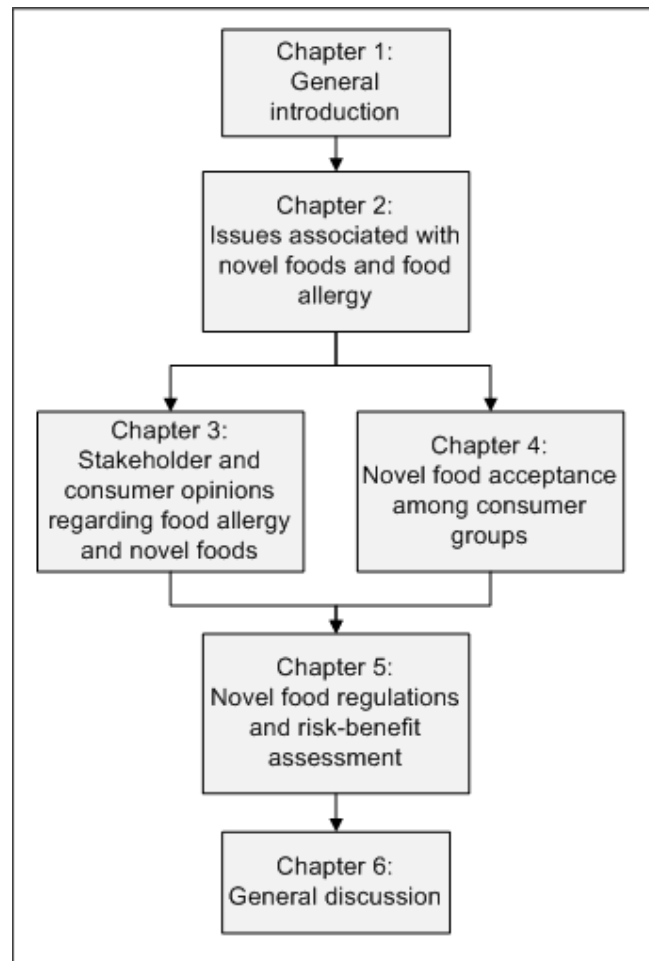 Chapter 1:
General
introduction
Chapter 2:
Issues associated with
novel foods and food
allergy
Chapter 3:
Stakeholder and
consumer opinions
regarding food allergy
and novel foods
Chapter 4:
Novel food acceptance
among consumer
groups
Chapter 5:
Novel food regulations
and risk-benefit
assessment
Chapter 6:
General discussion